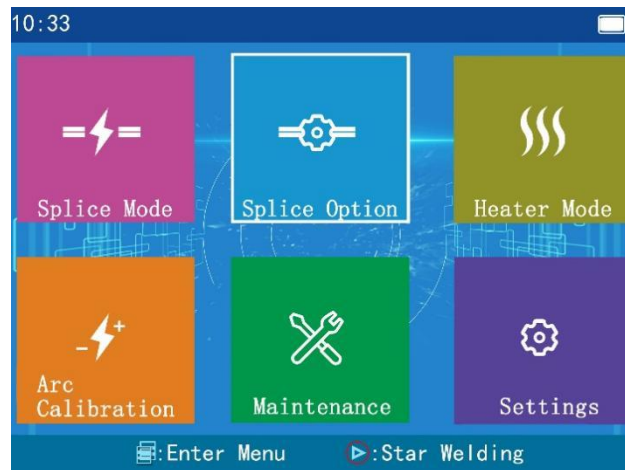 10:33
Splice Mode
Splice Option
Heater Mode
Arc
Calibration
Maintenance
Settings
:Enter Menu
:Star Welding